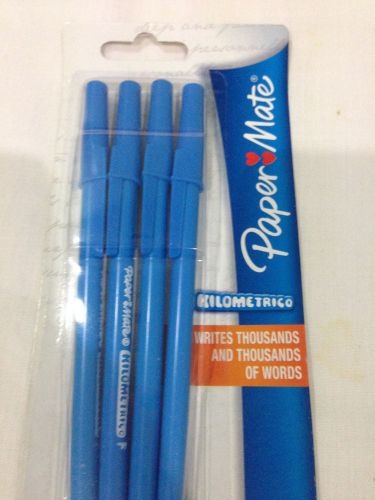 Paper Mate®
KILOMETRICO
WRITES THOUSANDS
AND THOUSANDS
OF WORDS
PAPER MATE® KILOMETRICO F